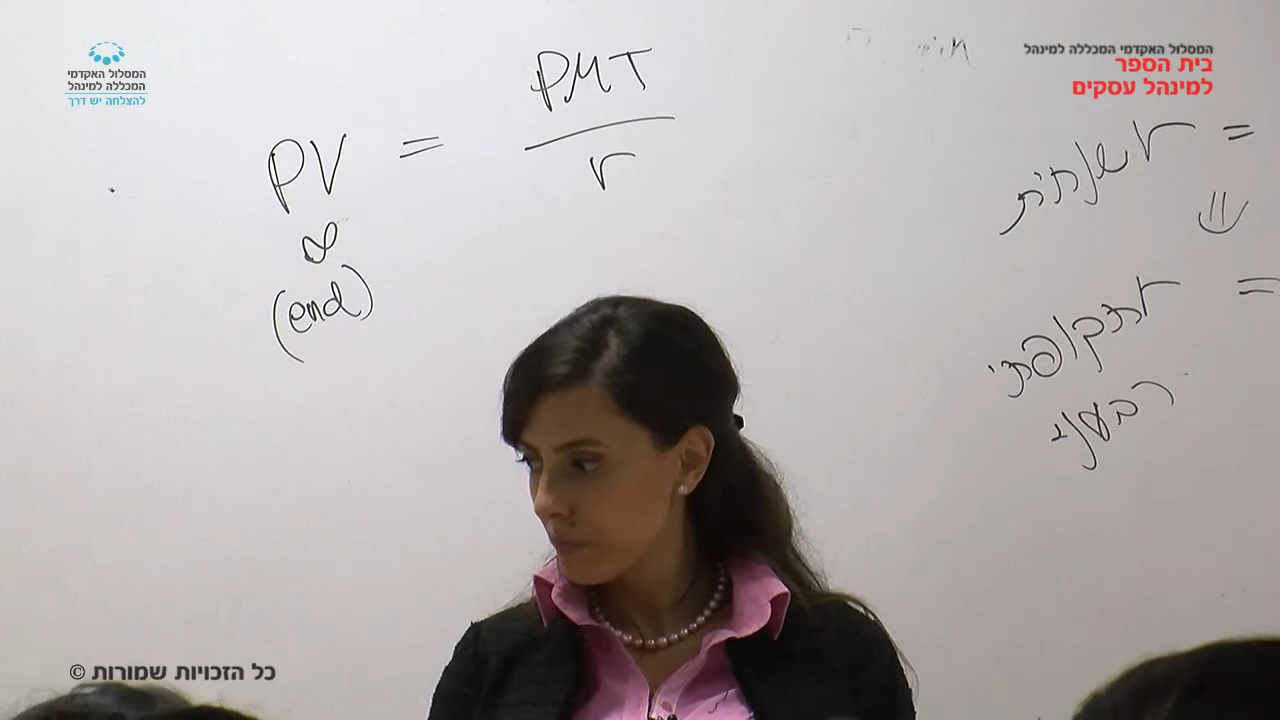 המסלול האקדמי
המכללה למינהל
להצלחה יש דרך
המסלול האקדמי המכללה למינהל
בית הספר
למינהל עסקים
PV = PMT
r
∞
(end)
r שנתית =
⇓
r תקופתי =
רבעוני
© כל הזכויות שמורות